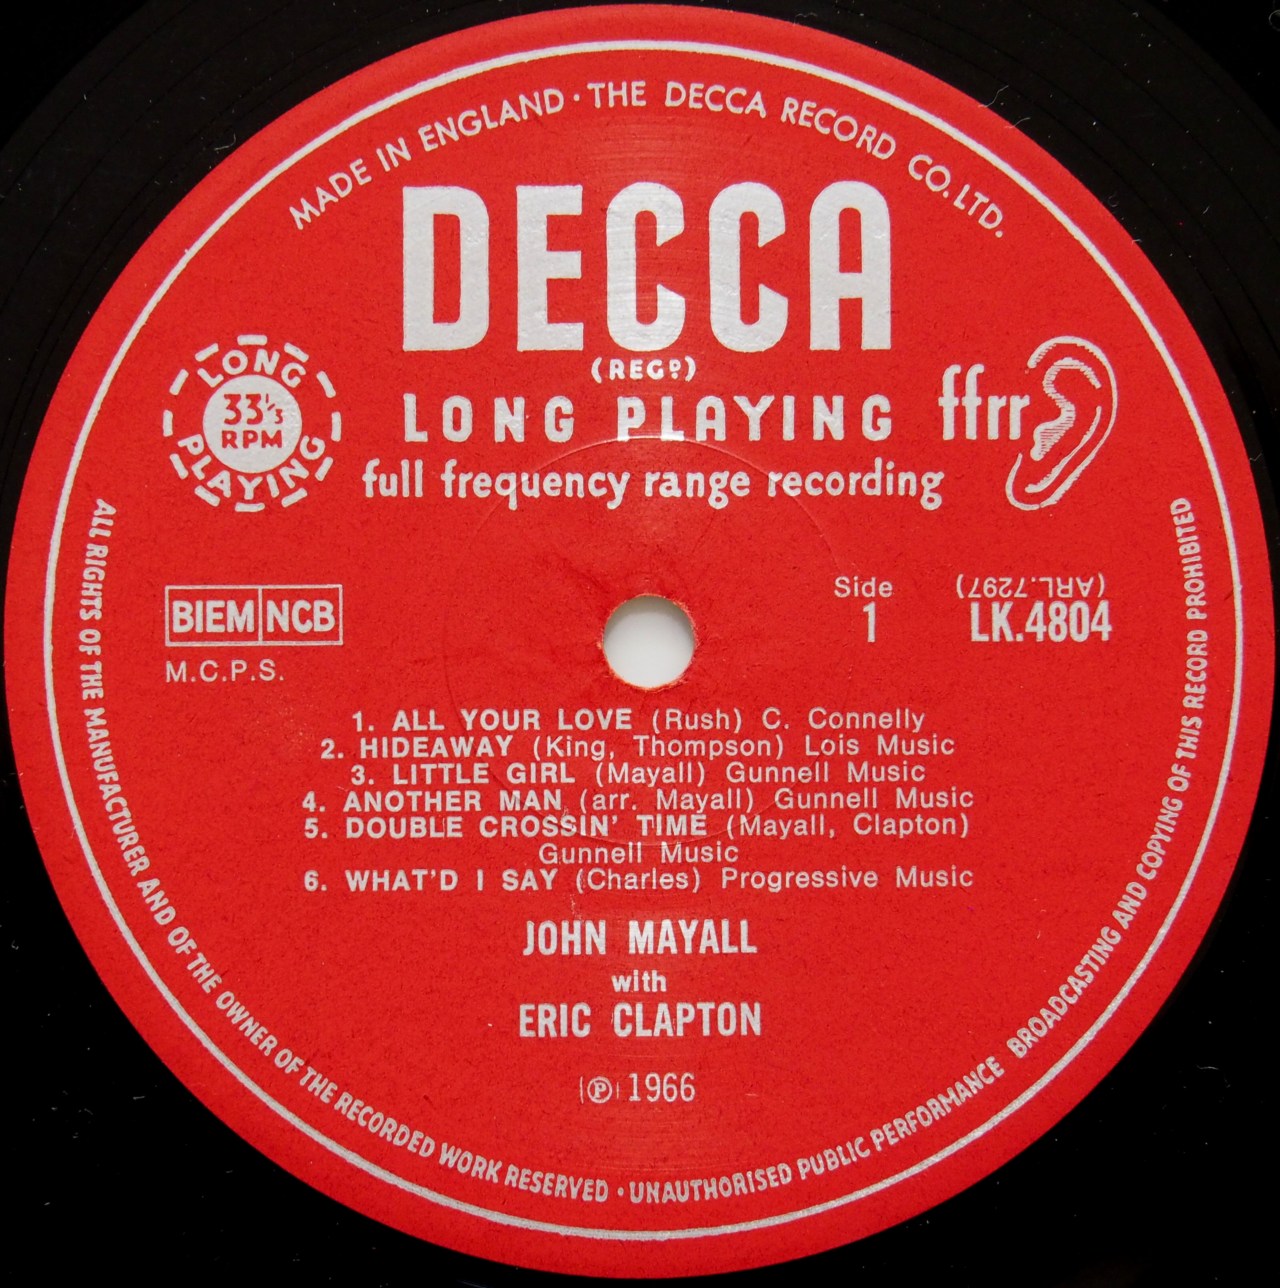 MADE IN ENGLAND · THE DECCA RECORD CO. LTD.
DECCA
(REGD.)
LONG PLAYING
ffrr
full frequency range recording
LONG
33 1/3
RPM
PLAYING
BIEM NCB
M.C.P.S.
Side
1
(ARL.7297)
LK.4804
1. ALL YOUR LOVE (Rush) C. Connelly
2. HIDEAWAY (King, Thompson) Lois Music
3. LITTLE GIRL (Mayall) Gunnell Music
4. ANOTHER MAN (arr. Mayall) Gunnell Music
5. DOUBLE CROSSIN' TIME (Mayall, Clapton)
Gunnell Music
6. WHAT'D I SAY (Charles) Progressive Music
JOHN MAYALL
with
ERIC CLAPTON
℗ 1966
ALL RIGHTS OF THE MANUFACTURER AND OF THE OWNER OF THE RECORDED WORK RESERVED · UNAUTHORISED PUBLIC PERFORMANCE BROADCASTING AND COPYING OF THIS RECORD PROHIBITED